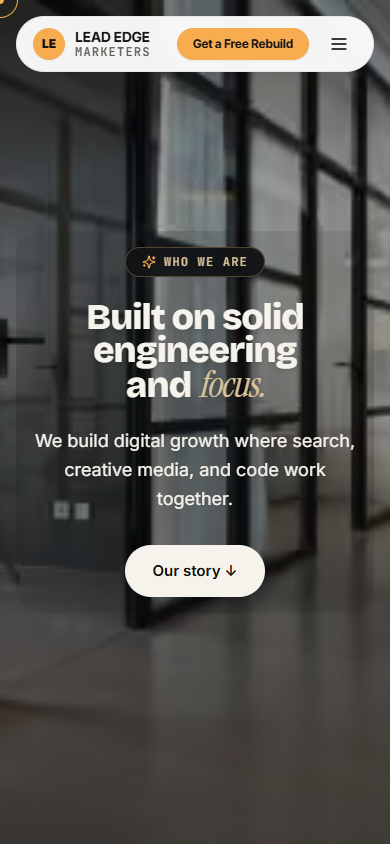 LE
LEAD EDGE
MARKETERS
Get a Free Rebuild
WHO WE ARE
Built on solid
engineering
and focus.
We build digital growth where search,
creative media, and code work
together.
Our story ↓